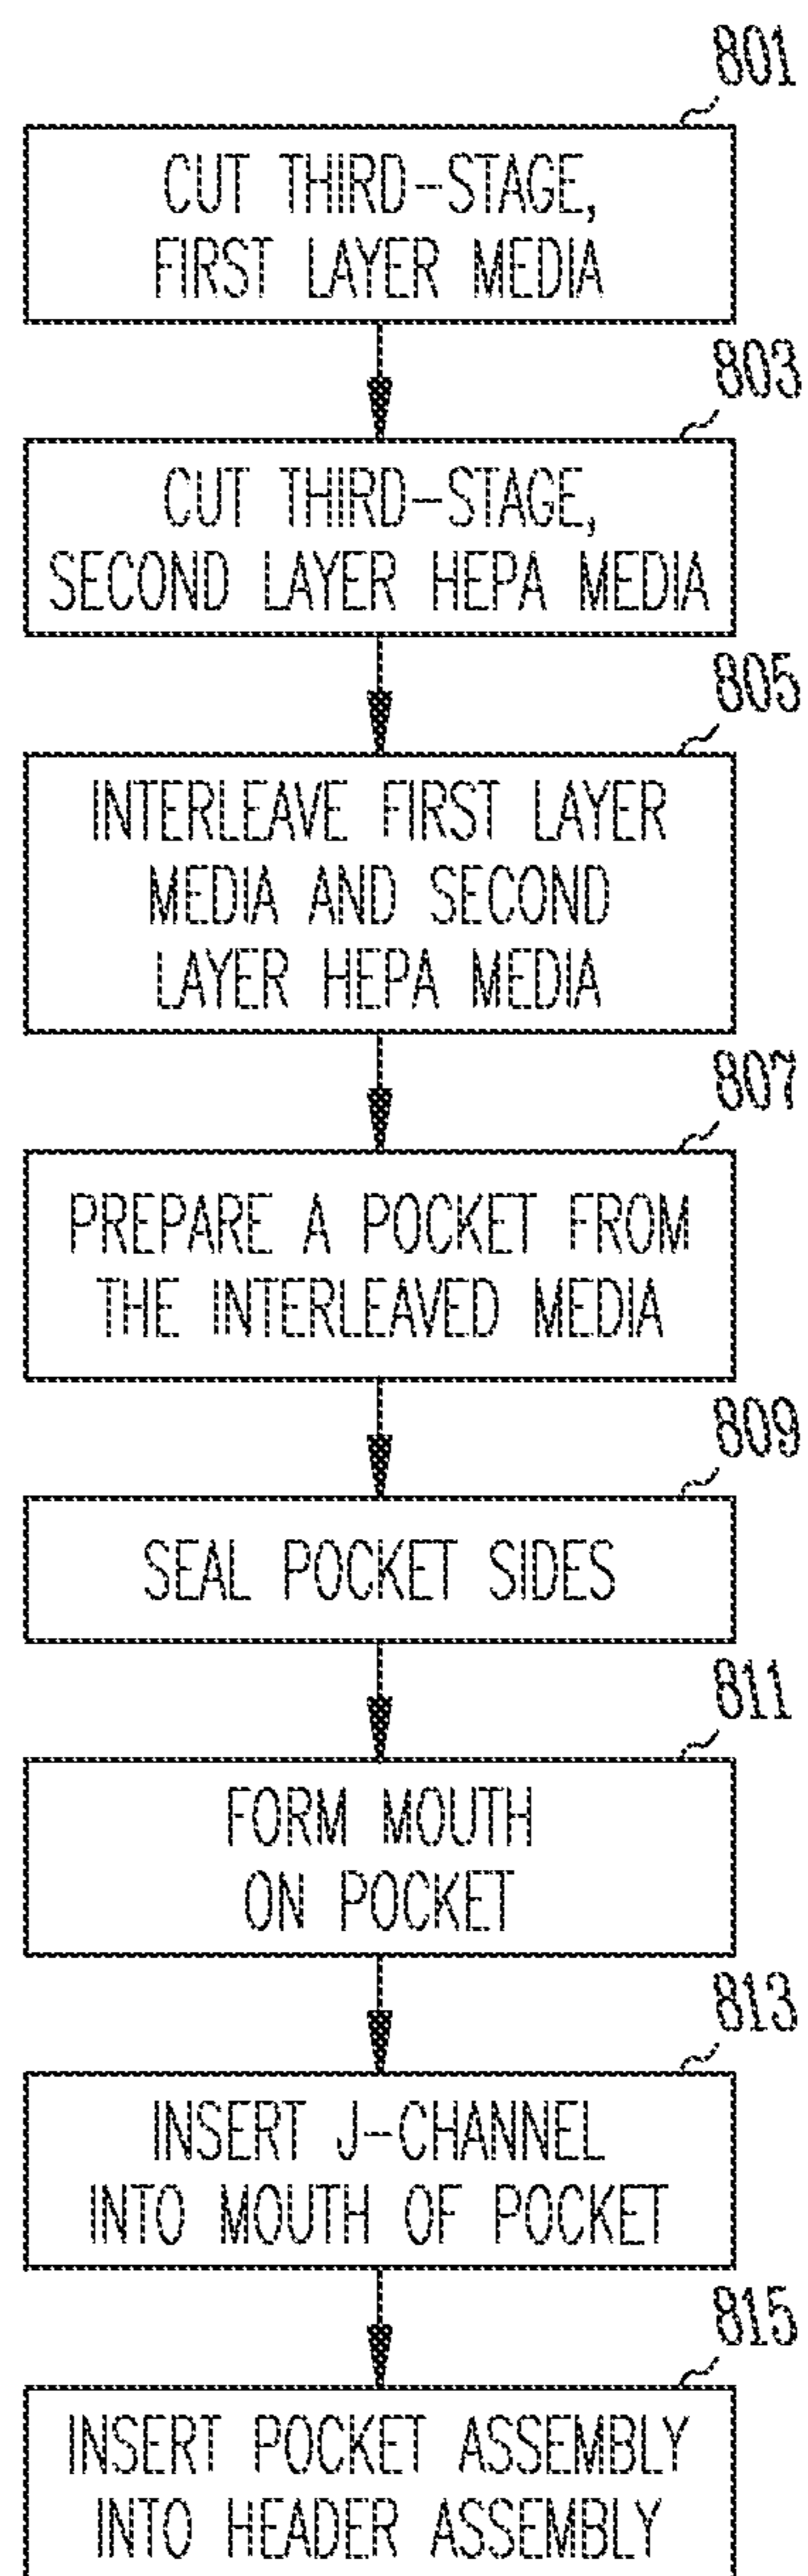 801
CUT THIRD-STAGE,
FIRST LAYER MEDIA
803
CUT THIRD-STAGE,
SECOND LAYER HEPA MEDIA
805
INTERLEAVE FIRST LAYER
MEDIA AND SECOND
LAYER HEPA MEDIA
807
PREPARE A POCKET FROM
THE INTERLEAVED MEDIA
809
SEAL POCKET SIDES
811
FORM MOUTH
ON POCKET
813
INSERT J-CHANNEL
INTO MOUTH OF POCKET
815
INSERT POCKET ASSEMBLY
INTO HEADER ASSEMBLY